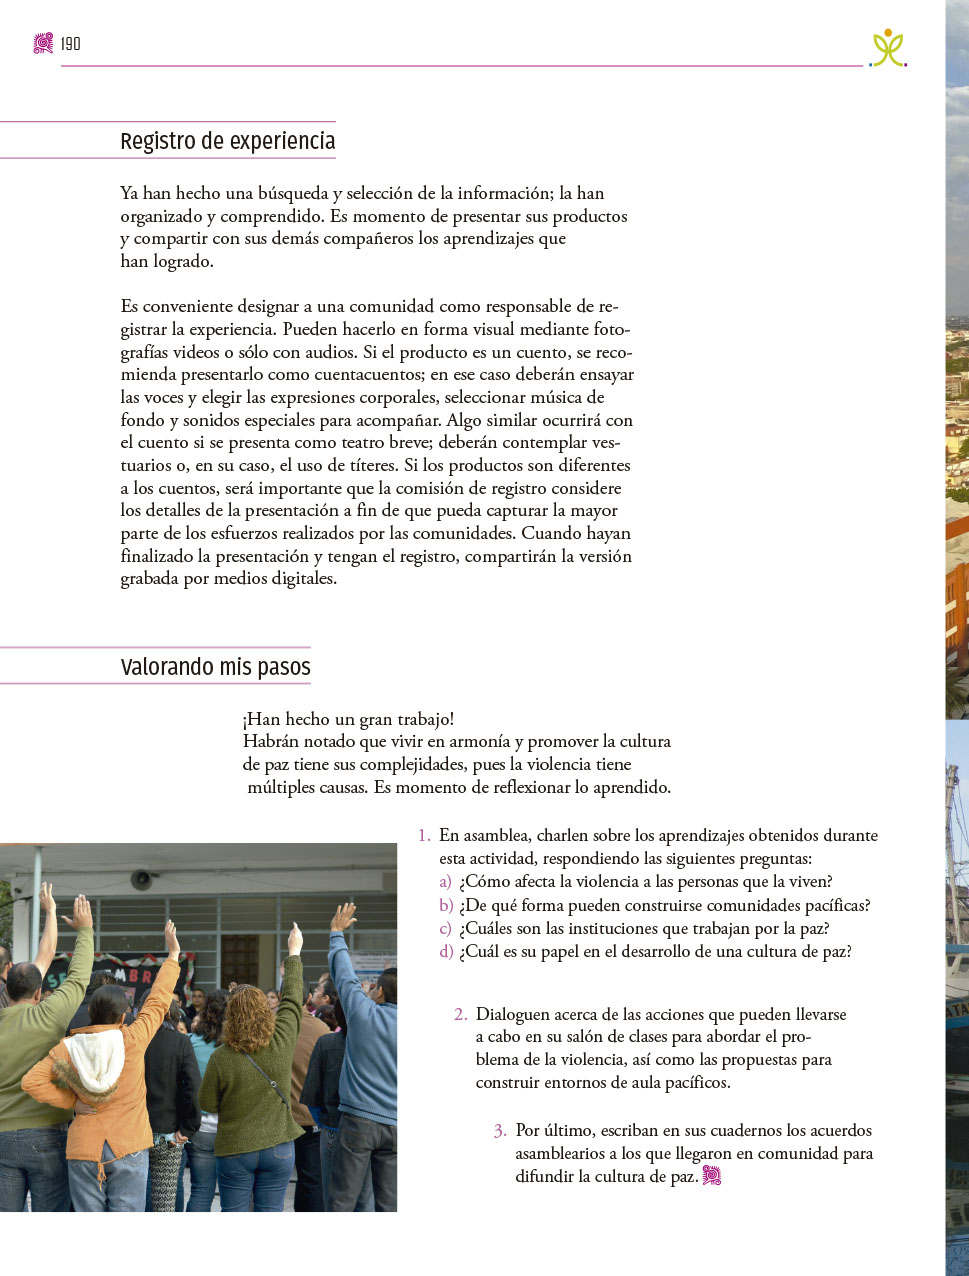 190
Registro de experiencia
Ya han hecho una búsqueda y selección de la información; la han
organizado y comprendido. Es momento de presentar sus productos
y compartir con sus demás compañeros los aprendizajes que
han logrado.
Es conveniente designar a una comunidad como responsable de re-
gistrar la experiencia. Pueden hacerlo en forma visual mediante foto-
grafías videos o sólo con audios. Si el producto es un cuento, se reco-
mienda presentarlo como cuentacuentos; en ese caso deberán ensayar
las voces y elegir las expresiones corporales, seleccionar música de
fondo y sonidos especiales para acompañar. Algo similar ocurrirá con
el cuento si se presenta como teatro breve; deberán contemplar ves-
tuarios o, en su caso, el uso de títeres. Si los productos son diferentes
a los cuentos, será importante que la comisión de registro considere
los detalles de la presentación a fin de que pueda capturar la mayor
parte de los esfuerzos realizados por las comunidades. Cuando hayan
finalizado la presentación y tengan el registro, compartirán la versión
grabada por medios digitales.
Valorando mis pasos
¡Han hecho un gran trabajo!
Habrán notado que vivir en armonía y promover la cultura
de paz tiene sus complejidades, pues la violencia tiene
múltiples causas. Es momento de reflexionar lo aprendido.
1. En asamblea, charlen sobre los aprendizajes obtenidos durante
esta actividad, respondiendo las siguientes preguntas:
a) ¿Cómo afecta la violencia a las personas que la viven?
b) ¿De qué forma pueden construirse comunidades pacíficas?
c) ¿Cuáles son las instituciones que trabajan por la paz?
d) ¿Cuál es su papel en el desarrollo de una cultura de paz?
2. Dialoguen acerca de las acciones que pueden llevarse
a cabo en su salón de clases para abordar el pro-
blema de la violencia, así como las propuestas para
construir entornos de aula pacíficos.
3. Por último, escriban en sus cuadernos los acuerdos
asamblearios a los que llegaron en comunidad para
difundir la cultura de paz.